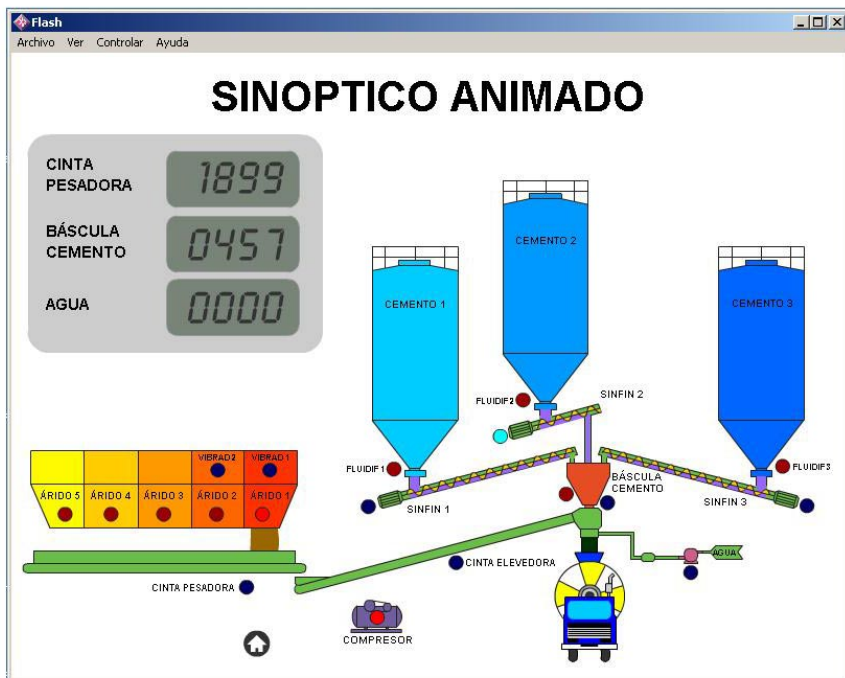 Flash
Archivo Ver Controlar Ayuda
SINOPTICO ANIMADO
CINTA
PESADORA
1899
BÁSCULA
CEMENTO
0457
AGUA
0000
CEMENTO 1
CEMENTO 2
CEMENTO 3
FLUIDIF2
SINFIN 2
FLUIDIF1
SINFIN 1
BÁSCULA
CEMENTO
FLUIDIF3
SINFIN 3
VIBRAD2
VIBRAD1
ÁRIDO 5
ÁRIDO 4
ÁRIDO 3
ÁRIDO 2
ÁRIDO 1
CINTA PESADORA
CINTA ELEVEDORA
AGUA
COMPRESOR